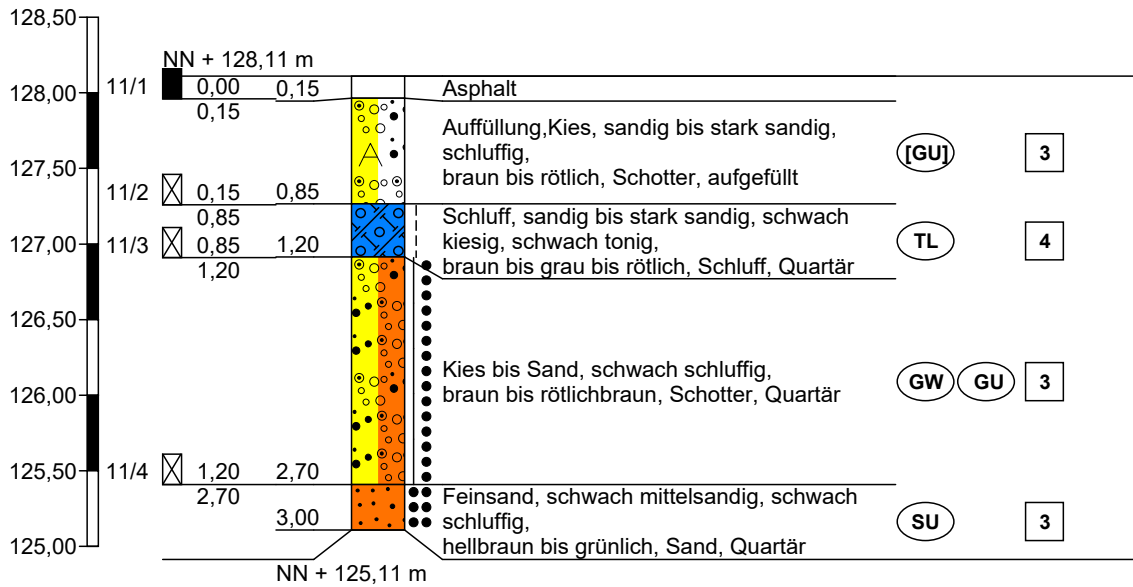 128,50
NN + 128,11 m
128,00
11/1 0,00 0,15 Asphalt
0,15
127,50
Auffüllung,Kies, sandig bis stark sandig,
schluffig,
braun bis rötlich, Schotter, aufgefüllt
[GU] 3
11/2 0,15 0,85
0,85
127,00
11/3 0,85 1,20
1,20
Schluff, sandig bis stark sandig, schwach
kiesig, schwach tonig,
braun bis grau bis rötlich, Schluff, Quartär
TL 4
126,50
126,00
Kies bis Sand, schwach schluffig,
braun bis rötlichbraun, Schotter, Quartär
GW GU 3
125,50
11/4 1,20 2,70
2,70
3,00
Feinsand, schwach mittelsandig, schwach
schluffig,
hellbraun bis grünlich, Sand, Quartär
SU 3
125,00
NN + 125,11 m